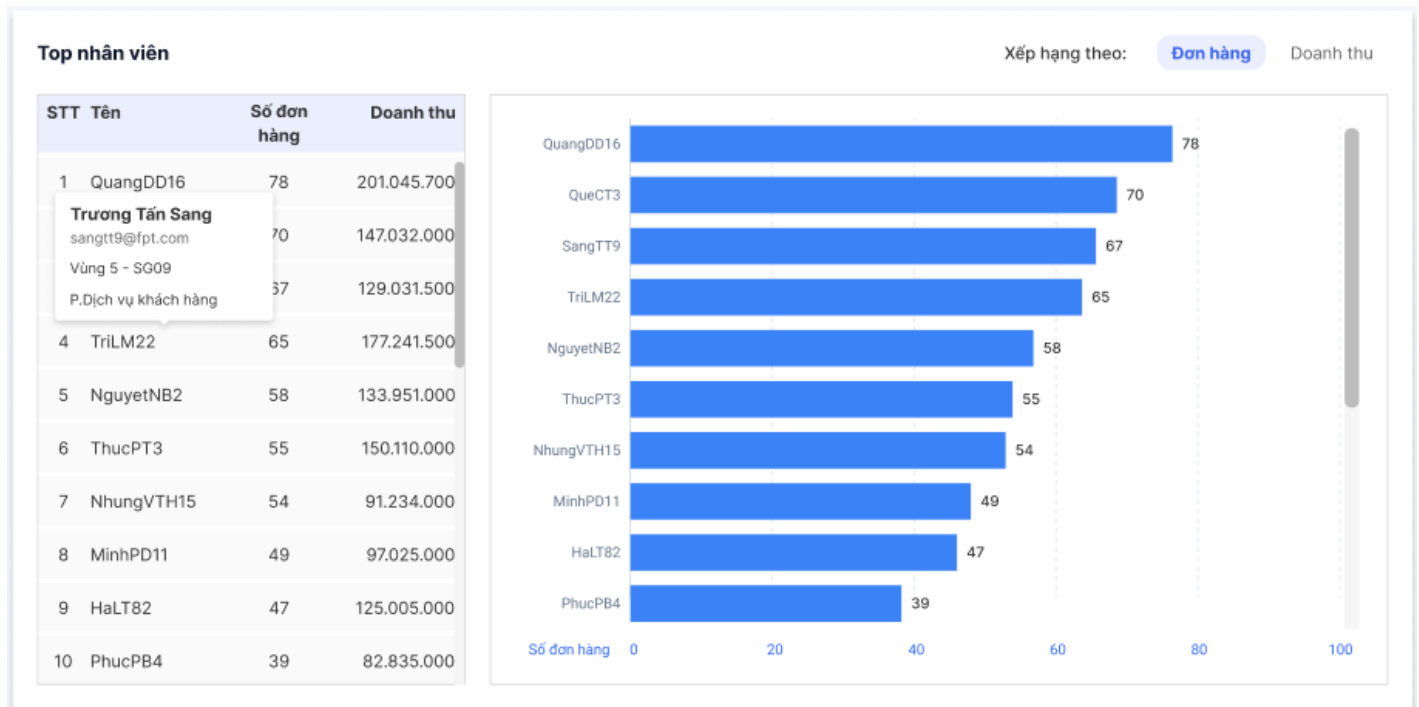 Top nhân viên
Xếp hạng theo: Đơn hàng Doanh thu
STT Tên Số đơn hàng Doanh thu
1 QuangDD16 78 201.045.700
Trương Tấn Sang
sangtt9@fpt.com
Vùng 5 - SG09
P.Dịch vụ khách hàng
70 147.032.000
67 129.031.500
4 TriLM22 65 177.241.500
5 NguyetNB2 58 133.951.000
6 ThucPT3 55 150.110.000
7 NhungVTH15 54 91.234.000
8 MinhPD11 49 97.025.000
9 HaLT82 47 125.005.000
10 PhucPB4 39 82.835.000
QuangDD16 78
QueCT3 70
SangTT9 67
TriLM22 65
NguyetNB2 58
ThucPT3 55
NhungVTH15 54
MinhPD11 49
HaLT82 47
PhucPB4 39
Số đơn hàng 0 20 40 60 80 100